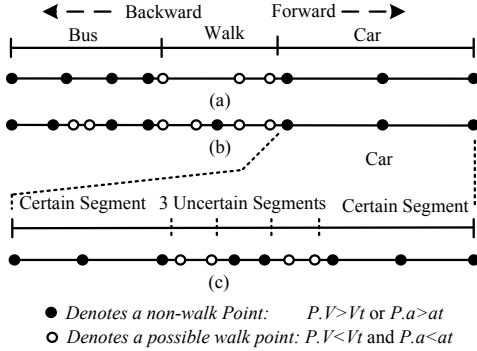 Backward Forward
Bus Walk Car
(a)
(b)
Car
Certain Segment 3 Uncertain Segments Certain Segment
(c)
Denotes a non-walk Point: P.V>Vt or P.a>at
Denotes a possible walk point: P.V<Vt and P.a<at